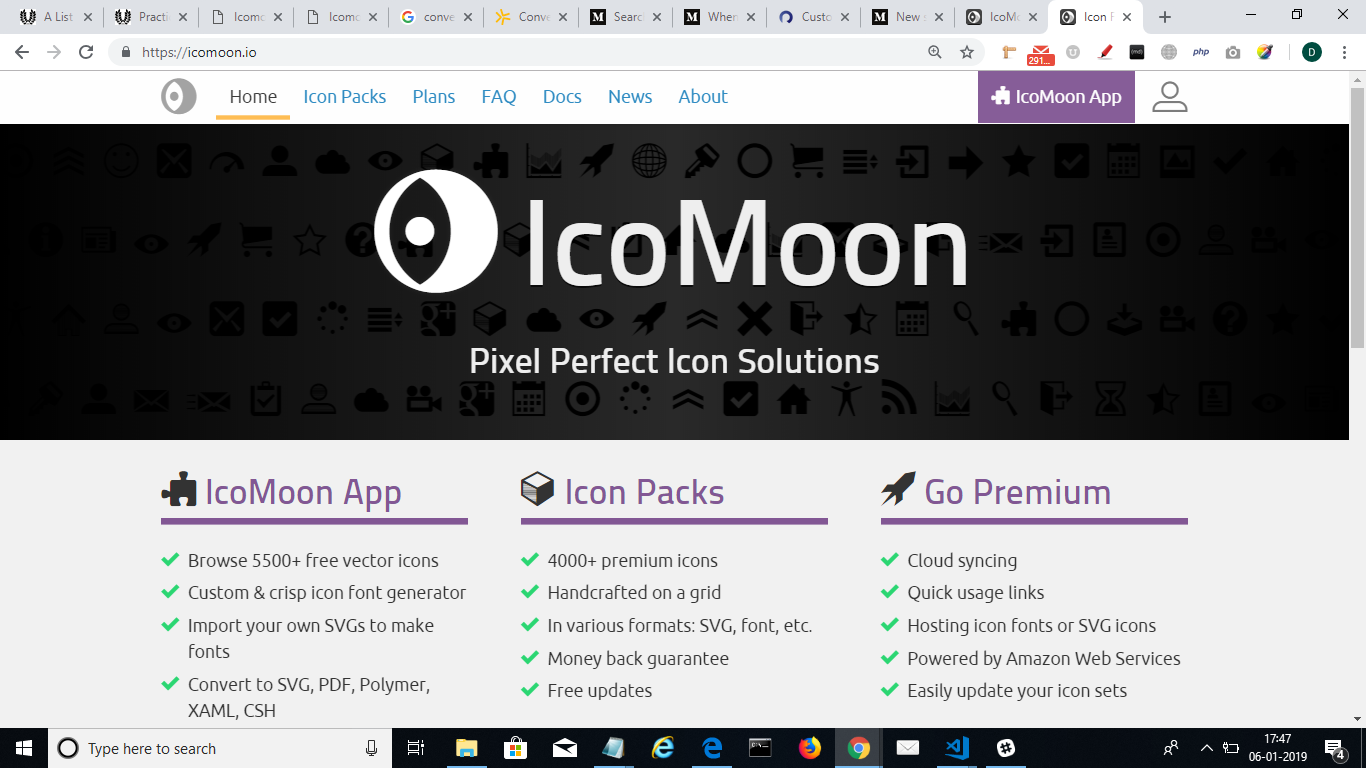 A List
Practi
Icomo
Icomo
conve
Conve
Searc
When
Custo
New s
IcoMo
Icon F
https://icomoon.io
291...
php
D
Home
Icon Packs
Plans
FAQ
Docs
News
About
IcoMoon App
IcoMoon
Pixel Perfect Icon Solutions
IcoMoon App
Browse 5500+ free vector icons
Custom & crisp icon font generator
Import your own SVGs to make
fonts
Convert to SVG, PDF, Polymer,
XAML, CSH
Icon Packs
4000+ premium icons
Handcrafted on a grid
In various formats: SVG, font, etc.
Money back guarantee
Free updates
Go Premium
Cloud syncing
Quick usage links
Hosting icon fonts or SVG icons
Powered by Amazon Web Services
Easily update your icon sets
Type here to search
17:47
06-01-2019
4